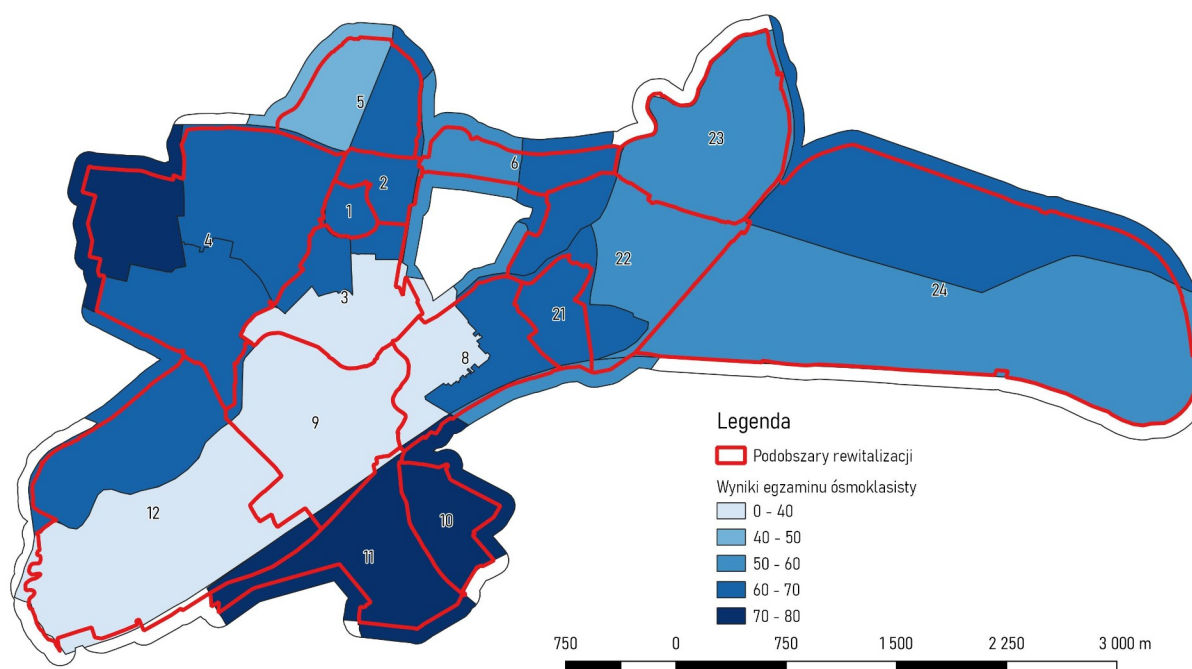 5
23
6
2
1
4
22
24
3
21
8
9
12
10
11
Legenda
Podobszary rewitalizacji
Wyniki egzaminu ósmoklasisty
0 - 40
40 - 50
50 - 60
60 - 70
70 - 80
750 0 750 1 500 2 250 3 000 m